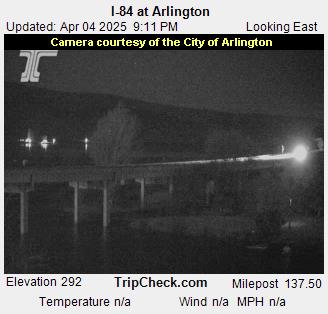 I-84 at Arlington
Updated: Apr 04 2025 9:11 PM Looking East
Camera courtesy of the City of Arlington
Elevation 292 TripCheck.com Milepost 137.50
Temperature n/a Wind n/a MPH n/a